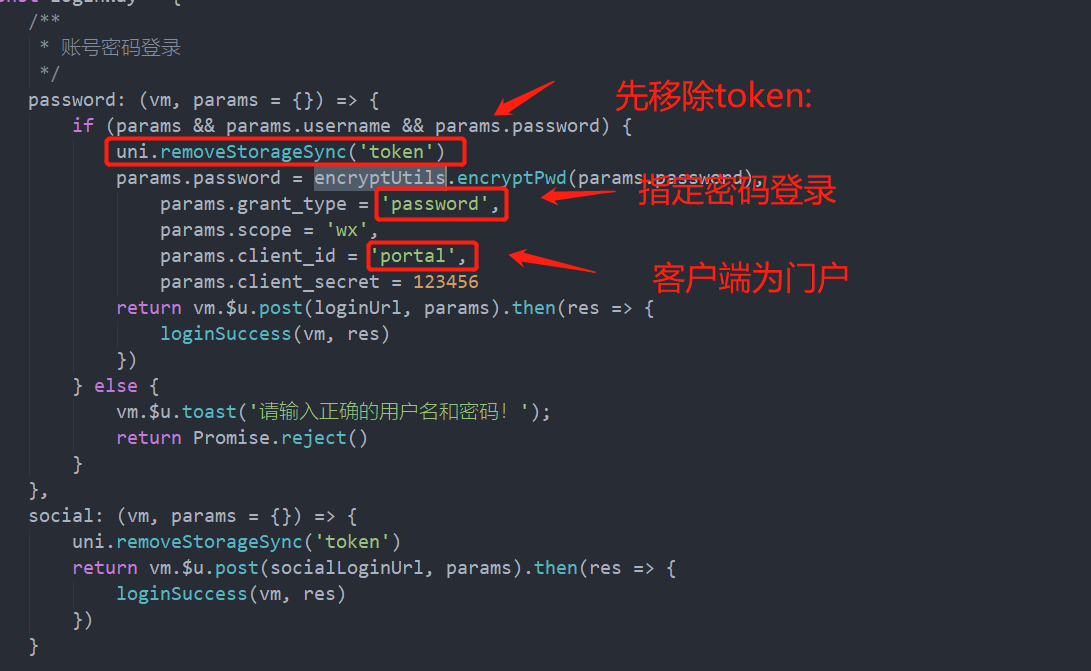 /**
* 账号密码登录
*/
password: (vm, params = {}) => {
先移除token:
if (params && params.username && params.password) {
uni.removeStorageSync('token')
params.password = encryptUtils.encryptPwd(params.password),
指定密码登录
params.grant_type = 'password',
params.scope = 'wx',
params.client_id = 'portal',
客户端为门户
params.client_secret = 123456
return vm.$u.post(loginUrl, params).then(res => {
loginSuccess(vm, res)
})
} else {
vm.$u.toast('请输入正确的用户名和密码！');
return Promise.reject()
}
},
social: (vm, params = {}) => {
uni.removeStorageSync('token')
return vm.$u.post(socialLoginUrl, params).then(res => {
loginSuccess(vm, res)
})
}